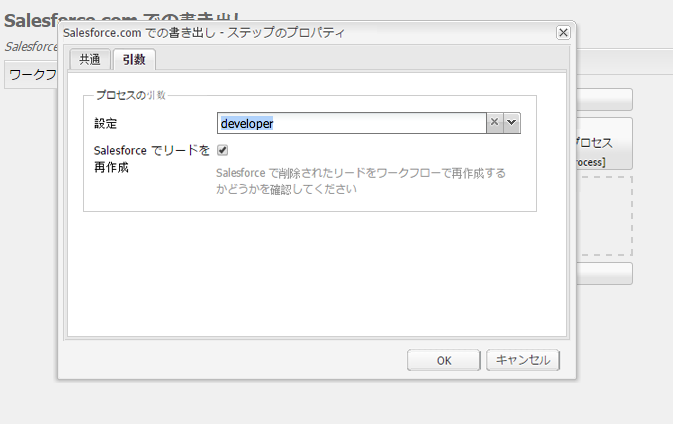 Salesforce.com での書き出し
Salesforce
ワークフ
Salesforce.com での書き出し - ステップのプロパティ
共通
引数
プロセスの引数
設定
developer
Salesforce でリードを
再作成
Salesforce で削除されたリードをワークフローで再作成する
かどうかを確認してください
プロセス
rocess]
OK
キャンセル